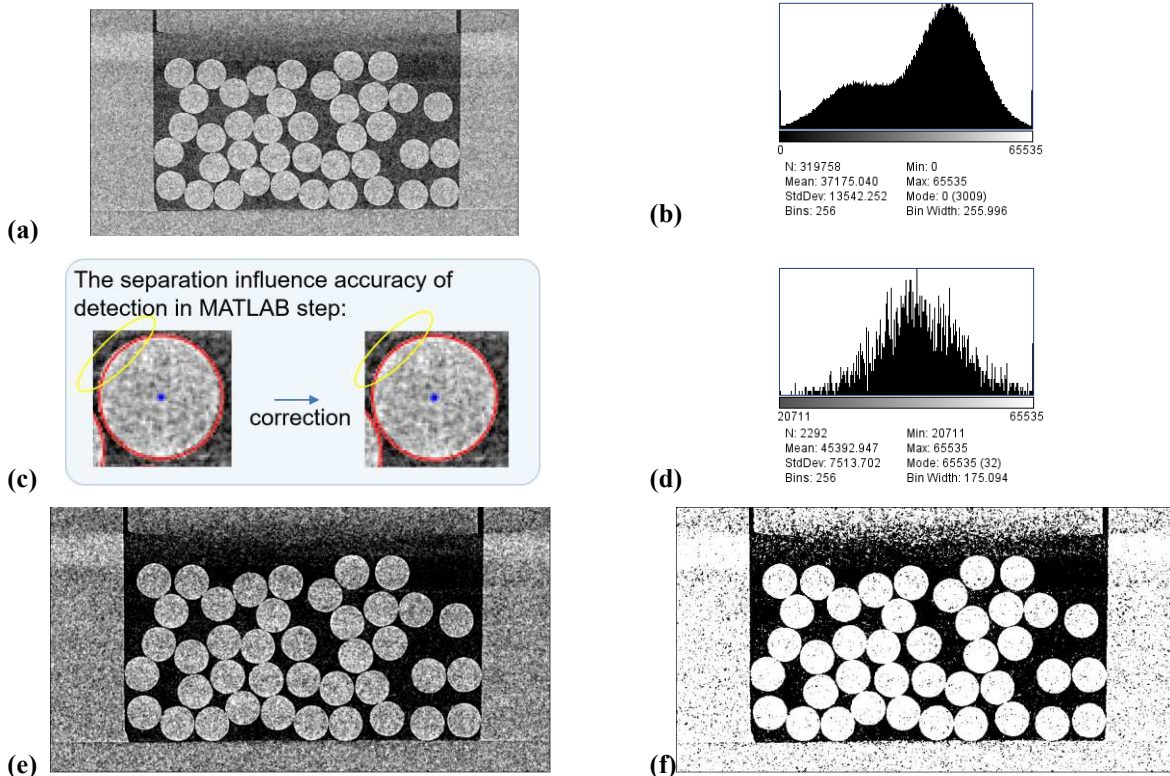 (a)
0 65535
N: 319758 Min: 0
Mean: 37175.040 Max: 65535
StdDev: 13542.252 Mode: 0 (3009)
Bins: 256 Bin Width: 255.996
(b)
The separation influence accuracy of
detection in MATLAB step:
correction
(c)
20711 65535
N: 2292 Min: 20711
Mean: 45392.947 Max: 65535
StdDev: 7513.702 Mode: 65535 (32)
Bins: 256 Bin Width: 175.094
(d)
(e)
(f)